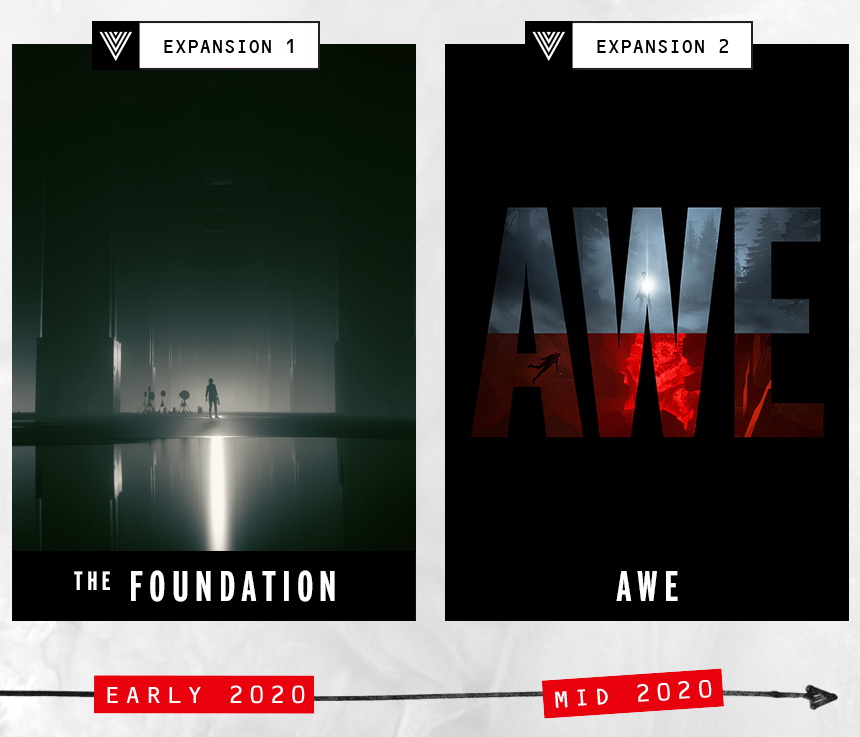 EXPANSION 1
EXPANSION 2
AWE
THE FOUNDATION
AWE
EARLY 2020
MID 2020